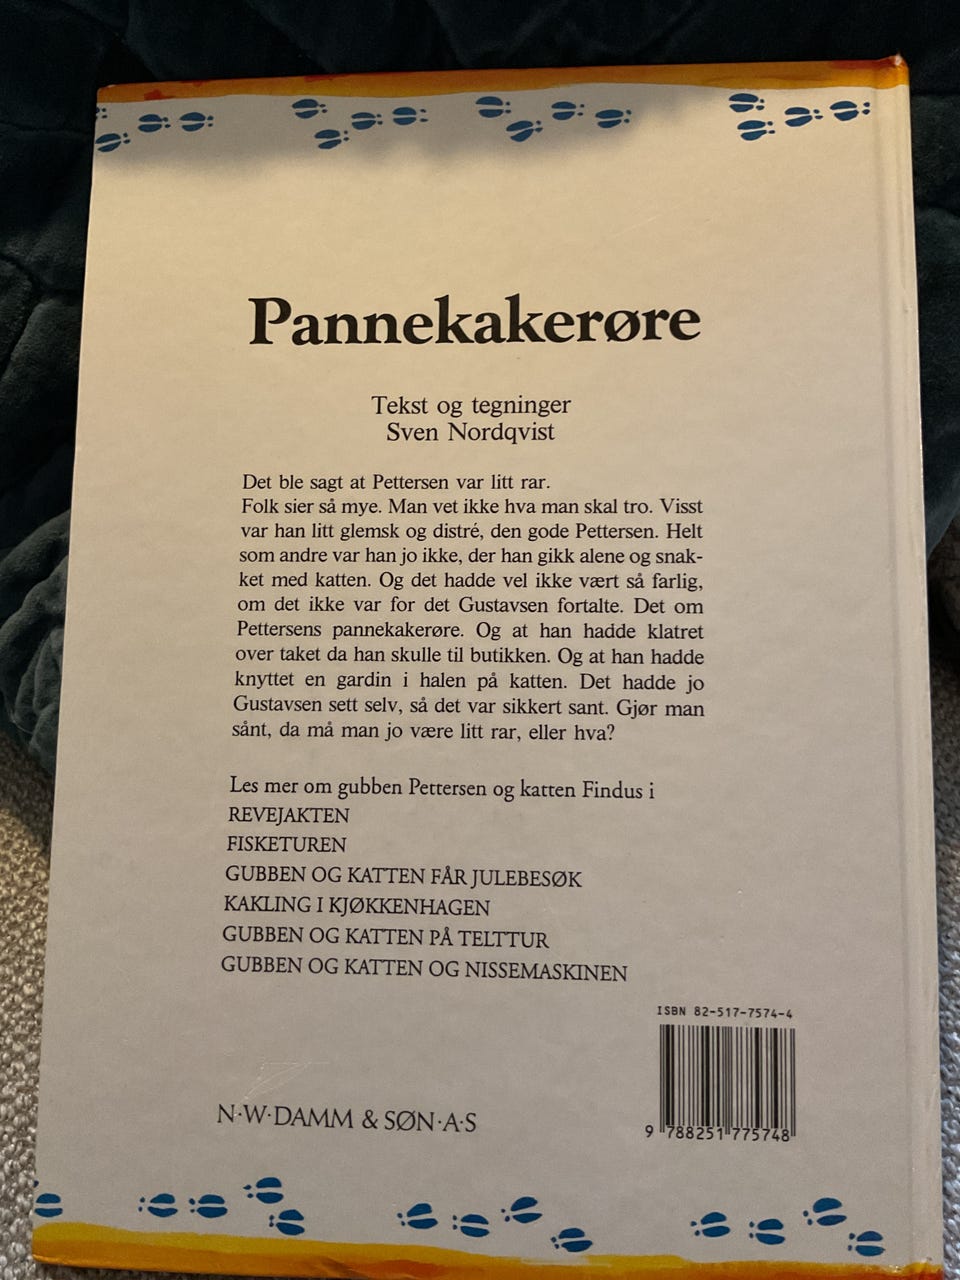 Pannekakerøre
Tekst og tegninger
Sven Nordqvist
Det ble sagt at Pettersen var litt rar.
Folk sier så mye. Man vet ikke hva man skal tro. Visst
var han litt glemsk og distré, den gode Pettersen. Helt
som andre var han jo ikke, der han gikk alene og snak-
ket med katten. Og det hadde vel ikke vært så farlig,
om det ikke var for det Gustavsen fortalte. Det om
Pettersens pannekakerøre. Og at han hadde klatret
over taket da han skulle til butikken. Og at han hadde
knyttet en gardin i halen på katten. Det hadde jo
Gustavsen sett selv, så det var sikkert sant. Gjør man
sånt, da må man jo være litt rar, eller hva?
Les mer om gubben Pettersen og katten Findus i
REVEJAKTEN
FISKETUREN
GUBBEN OG KATTEN FÅR JULEBESØK
KAKLING I KJØKKENHAGEN
GUBBEN OG KATTEN PÅ TELTTUR
GUBBEN OG KATTEN OG NISSEMASKINEN
ISBN 82-517-7574-4
9 788251 775748
N·W·DAMM & SØN·A·S